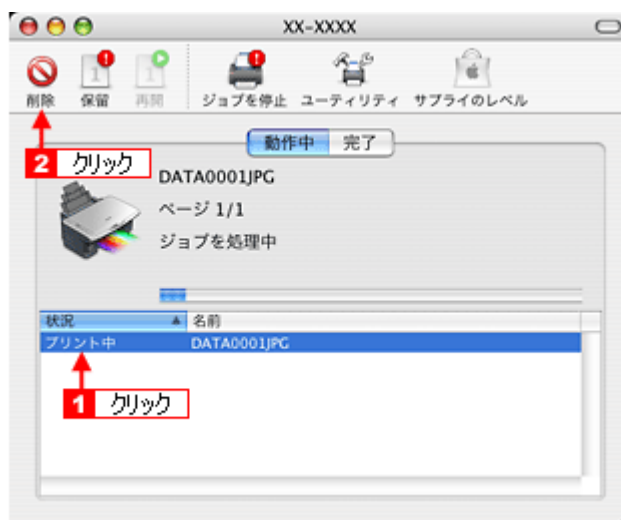 XX-XXXX
削除 保留 再開 ジョブを停止 ユーティリティ サプライのレベル
動作中 完了
2 クリック
DATA0001JPG
ページ 1/1
ジョブを処理中
状況 名前
プリント中 DATA0001JPG
1 クリック